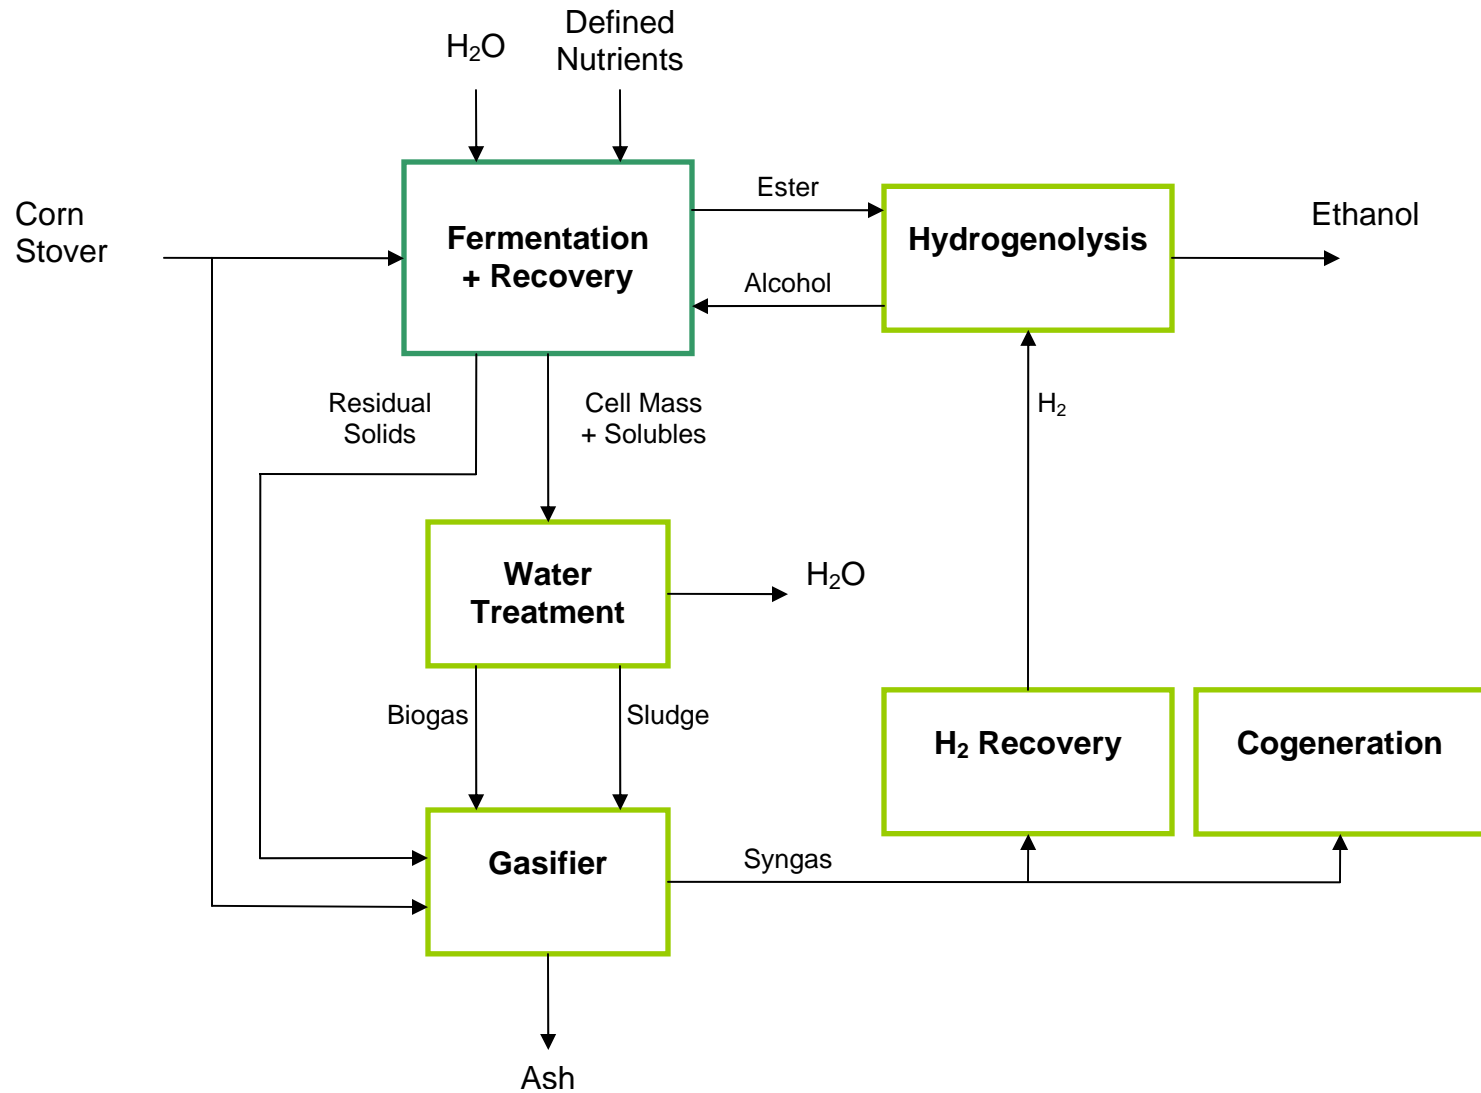 Defined
Nutrients
H₂O
Corn
Stover
Fermentation
+ Recovery
Ester
Alcohol
Hydrogenolysis
Ethanol
Residual
Solids
Cell Mass
+ Solubles
H₂
Water
Treatment
H₂O
Biogas
Sludge
H₂ Recovery
Cogeneration
Gasifier
Syngas
Ash